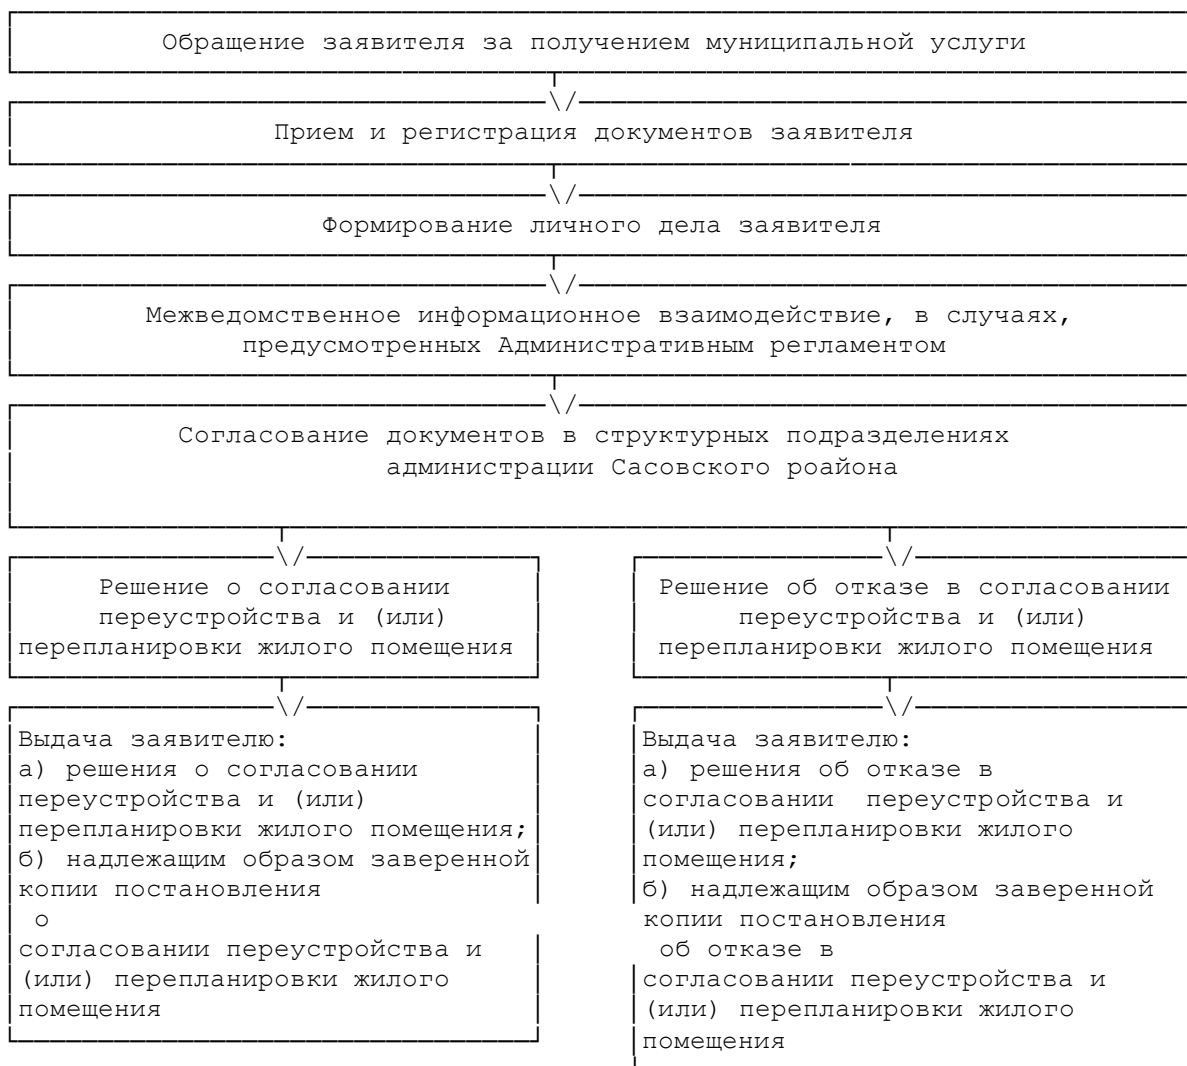 Обращение заявителя за получением муниципальной услуги
Прием и регистрация документов заявителя
Формирование личного дела заявителя
Межведомственное информационное взаимодействие, в случаях,
предусмотренных Административным регламентом
Согласование документов в структурных подразделениях
администрации Сасовского роайона
Решение о согласовании
переустройства и (или)
перепланировки жилого помещения
Решение об отказе в согласовании
переустройства и (или)
перепланировки жилого помещения
Выдача заявителю:
а) решения о согласовании
переустройства и (или)
перепланировки жилого помещения;
б) надлежащим образом заверенной
копии постановления
о
согласовании переустройства и
(или) перепланировки жилого
помещения
Выдача заявителю:
а) решения об отказе в
согласовании переустройства и
(или) перепланировки жилого
помещения;
б) надлежащим образом заверенной
копии постановления
об отказе в
согласовании переустройства и
(или) перепланировки жилого
помещения